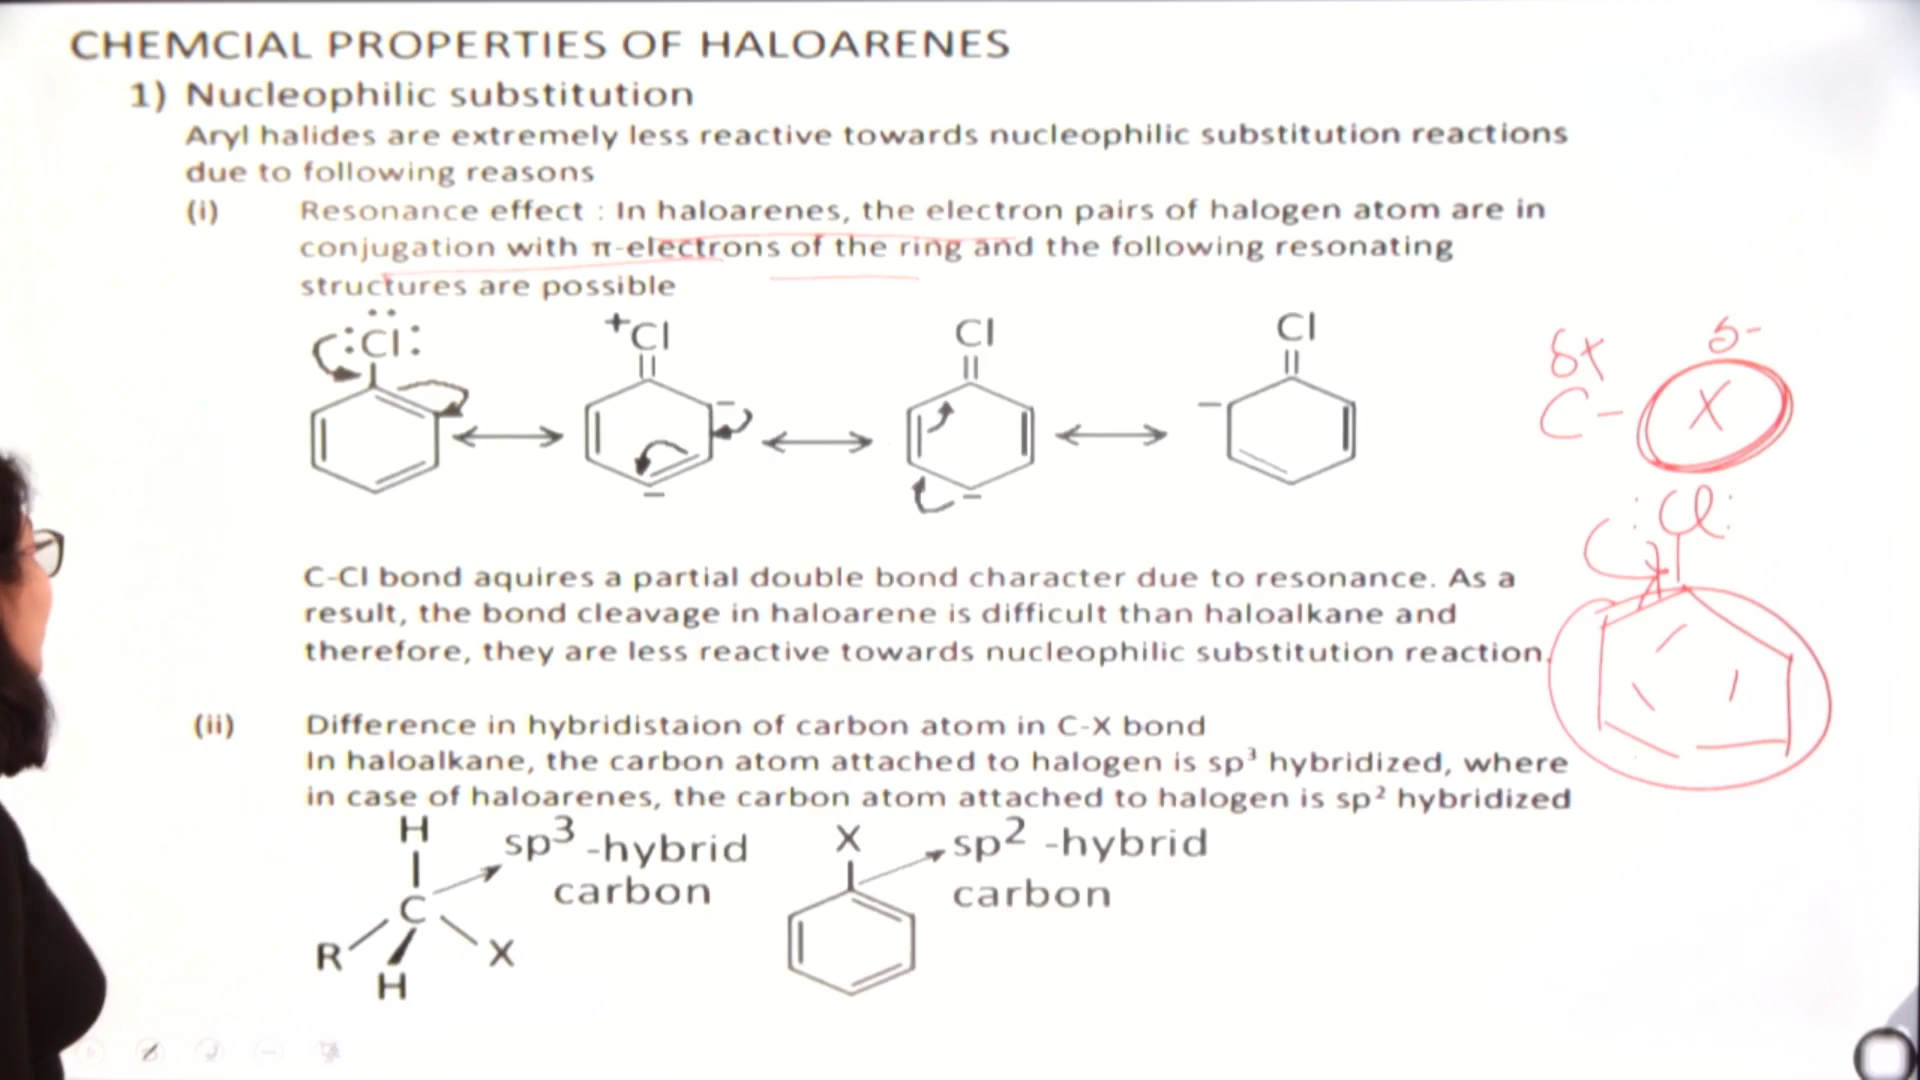 CHEMCIAL PROPERTIES OF HALOARENES
1) Nucleophilic substitution
Aryl halides are extremely less reactive towards nucleophilic substitution reactions
due to following reasons
(i) Resonance effect : In haloarenes, the electron pairs of halogen atom are in
conjugation with π-electrons of the ring and the following resonating
structures are possible
:Cl: +Cl Cl Cl
δ+ δ-
C- X
:Cl:
C-Cl bond aquires a partial double bond character due to resonance. As a
result, the bond cleavage in haloarene is difficult than haloalkane and
therefore, they are less reactive towards nucleophilic substitution reaction.
(ii) Difference in hybridistaion of carbon atom in C-X bond
In haloalkane, the carbon atom attached to halogen is sp³ hybridized, where
in case of haloarenes, the carbon atom attached to halogen is sp² hybridized
H sp³ -hybrid X sp² -hybrid
C carbon carbon
R X
H